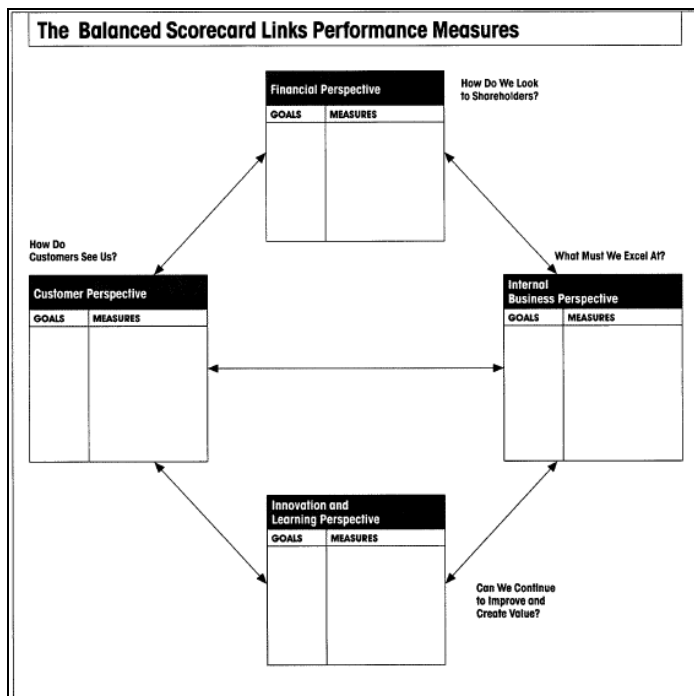 The Balanced Scorecard Links Performance Measures
Financial Perspective
GOALS MEASURES
How Do We Look
to Shareholders?
How Do
Customers See Us?
Customer Perspective
GOALS MEASURES
What Must We Excel At?
Internal
Business Perspective
GOALS MEASURES
Innovation and
Learning Perspective
GOALS MEASURES
Can We Continue
to Improve and
Create Value?